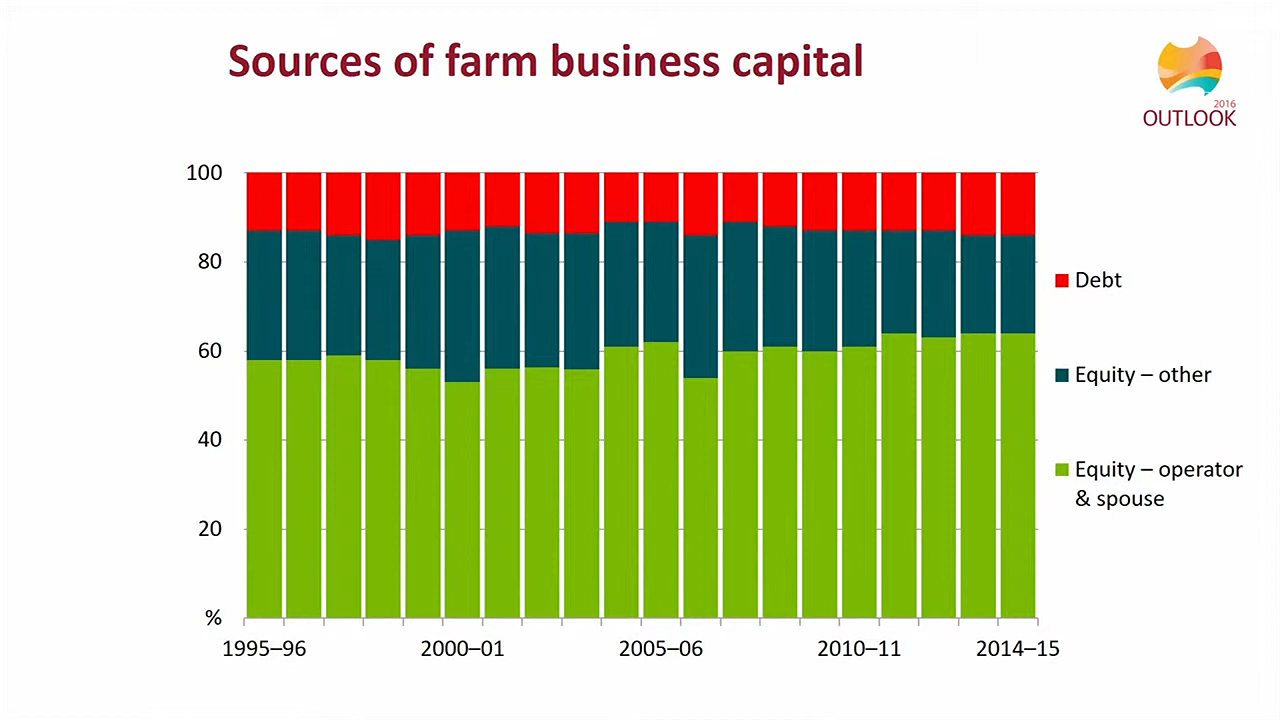 Sources of farm business capital
2016
OUTLOOK
100
80
60
40
20
%
1995–96
2000–01
2005–06
2010–11
2014–15
Debt
Equity – other
Equity – operator
& spouse